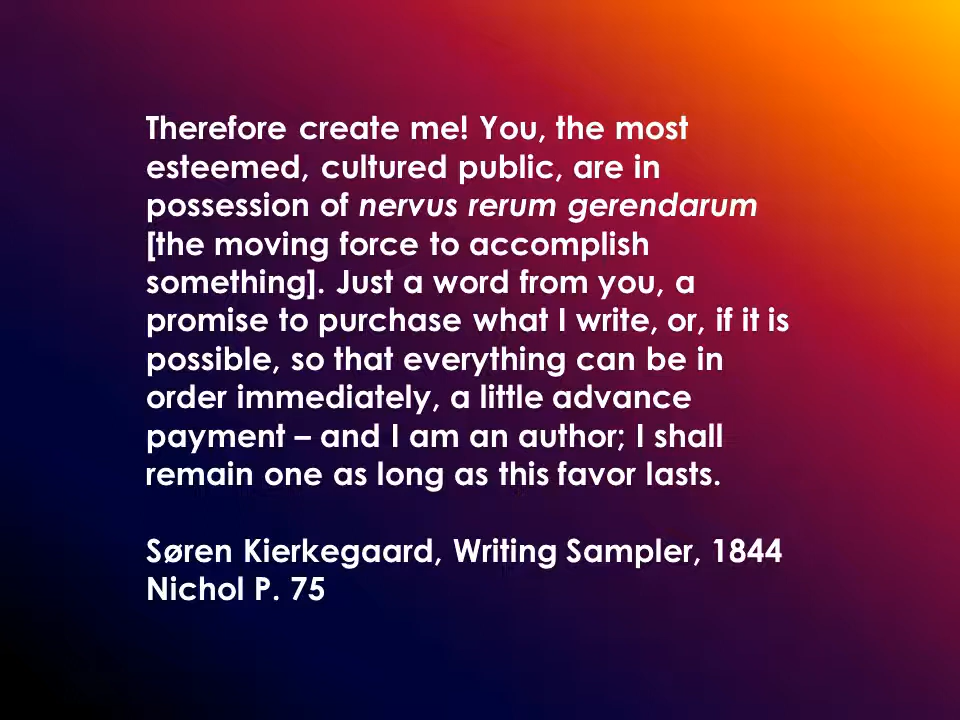 Therefore create me! You, the most
esteemed, cultured public, are in
possession of nervus rerum gerendarum
[the moving force to accomplish
something]. Just a word from you, a
promise to purchase what I write, or, if it is
possible, so that everything can be in
order immediately, a little advance
payment – and I am an author; I shall
remain one as long as this favor lasts.
Søren Kierkegaard, Writing Sampler, 1844
Nichol P. 75